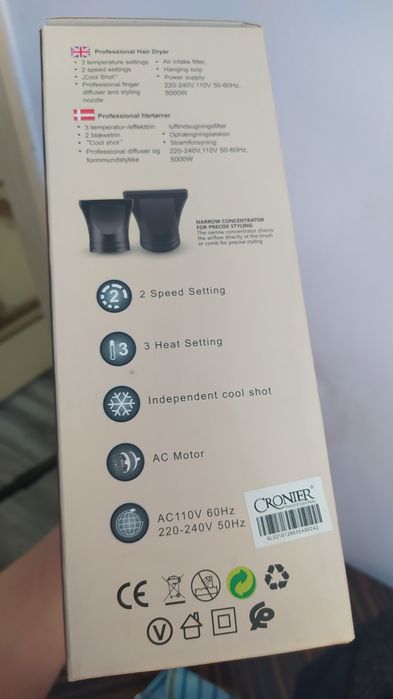 Professional Hair Dryer
• 3 temperature settings
• 2 speed settings
• „Cool Shot"
• Professional finger
diffuser and styling
nozzle
• Air intake filter,
• Hanging loop
• Power supply:
220-240V,110V 50-60Hz,
5000W
Professional hårtørrer
• 3 temperatur-/effekttrin
• 2 blæsetrin
• "Cool shot"
• Professional diffuser og
formmundstykke
luftindsugningsfilter
• Ophængningsøsken
• Strømforsyning:
220-240V,110V 50-60Hz,
5000W
NARROW CONCENTRATOR
FOR PRECISE STYLING
The narrow concentrator directs
the airflow directly at the brush
or comb for precise styling
2
2 Speed Setting
3
3 Heat Setting
Independent cool shot
AC Motor
AC110V 60Hz
220-240V 50Hz
CRONIER®
PROFESSIONAL
CE
V